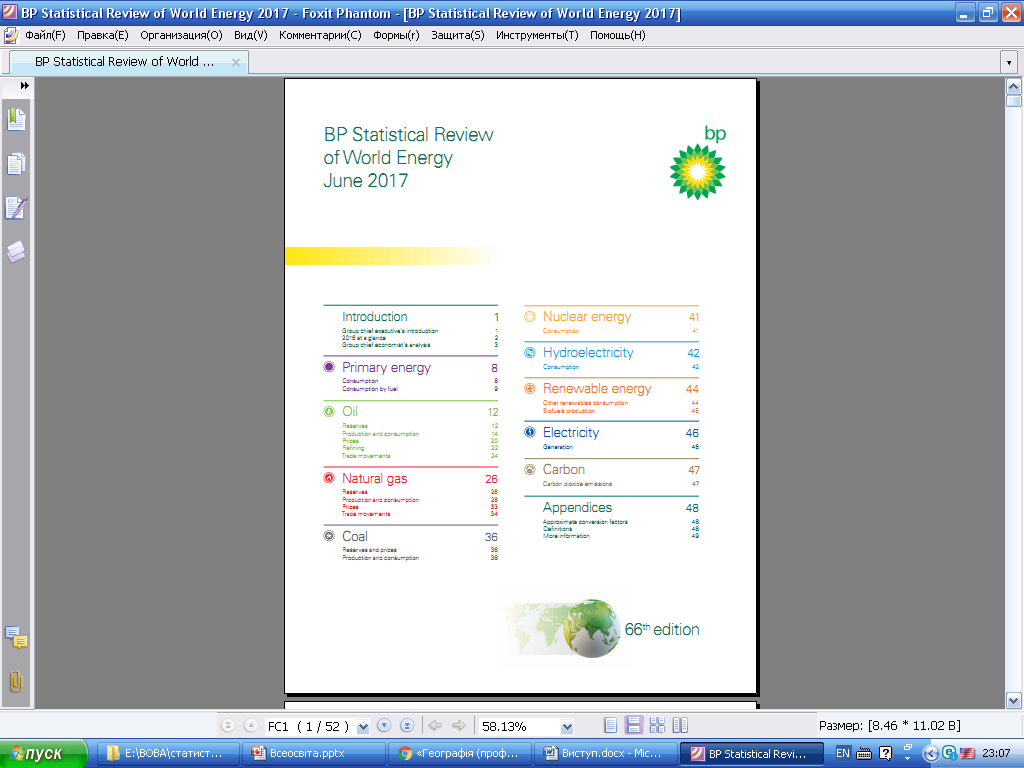 BP Statistical Review of World Energy 2017 - Foxit Phantom - [BP Statistical Review of World Energy 2017]
Файл(F) Правка(E) Организация(O) Вид(V) Комментарии(C) Формы(r) Защита(S) Инструменты(T) Помощь(H)
BP Statistical Review of World ...
BP Statistical Review
of World Energy
June 2017
bp
Introduction 1
Group chief executive's introduction 1
2016 at a glance 2
Group chief economist's analysis 3
Primary energy 8
Consumption 8
Consumption by fuel 9
Oil 12
Reserves 12
Production and consumption 14
Prices 20
Refining 22
Trade movements 24
Natural gas 26
Reserves 26
Production and consumption 28
Prices 33
Trade movements 34
Coal 36
Reserves and prices 36
Production and consumption 38
Nuclear energy 41
Consumption 41
Hydroelectricity 42
Consumption 42
Renewable energy 44
Other renewables consumption 44
Biofuels production 45
Electricity 46
Generation 46
Carbon 47
Carbon dioxide emissions 47
Appendices 48
Approximate conversion factors 48
Definitions 48
More information 49
66th edition
FC1 ( 1 / 52 )
58.13%
Размер: [8.46 * 11.02 В]
пуск
E:\ВОВА\статист...
Всеосвіта.pptx
«Географія (проф...
Виступ.docx -Міс...
BP Statistical Revi...
EN
23:07